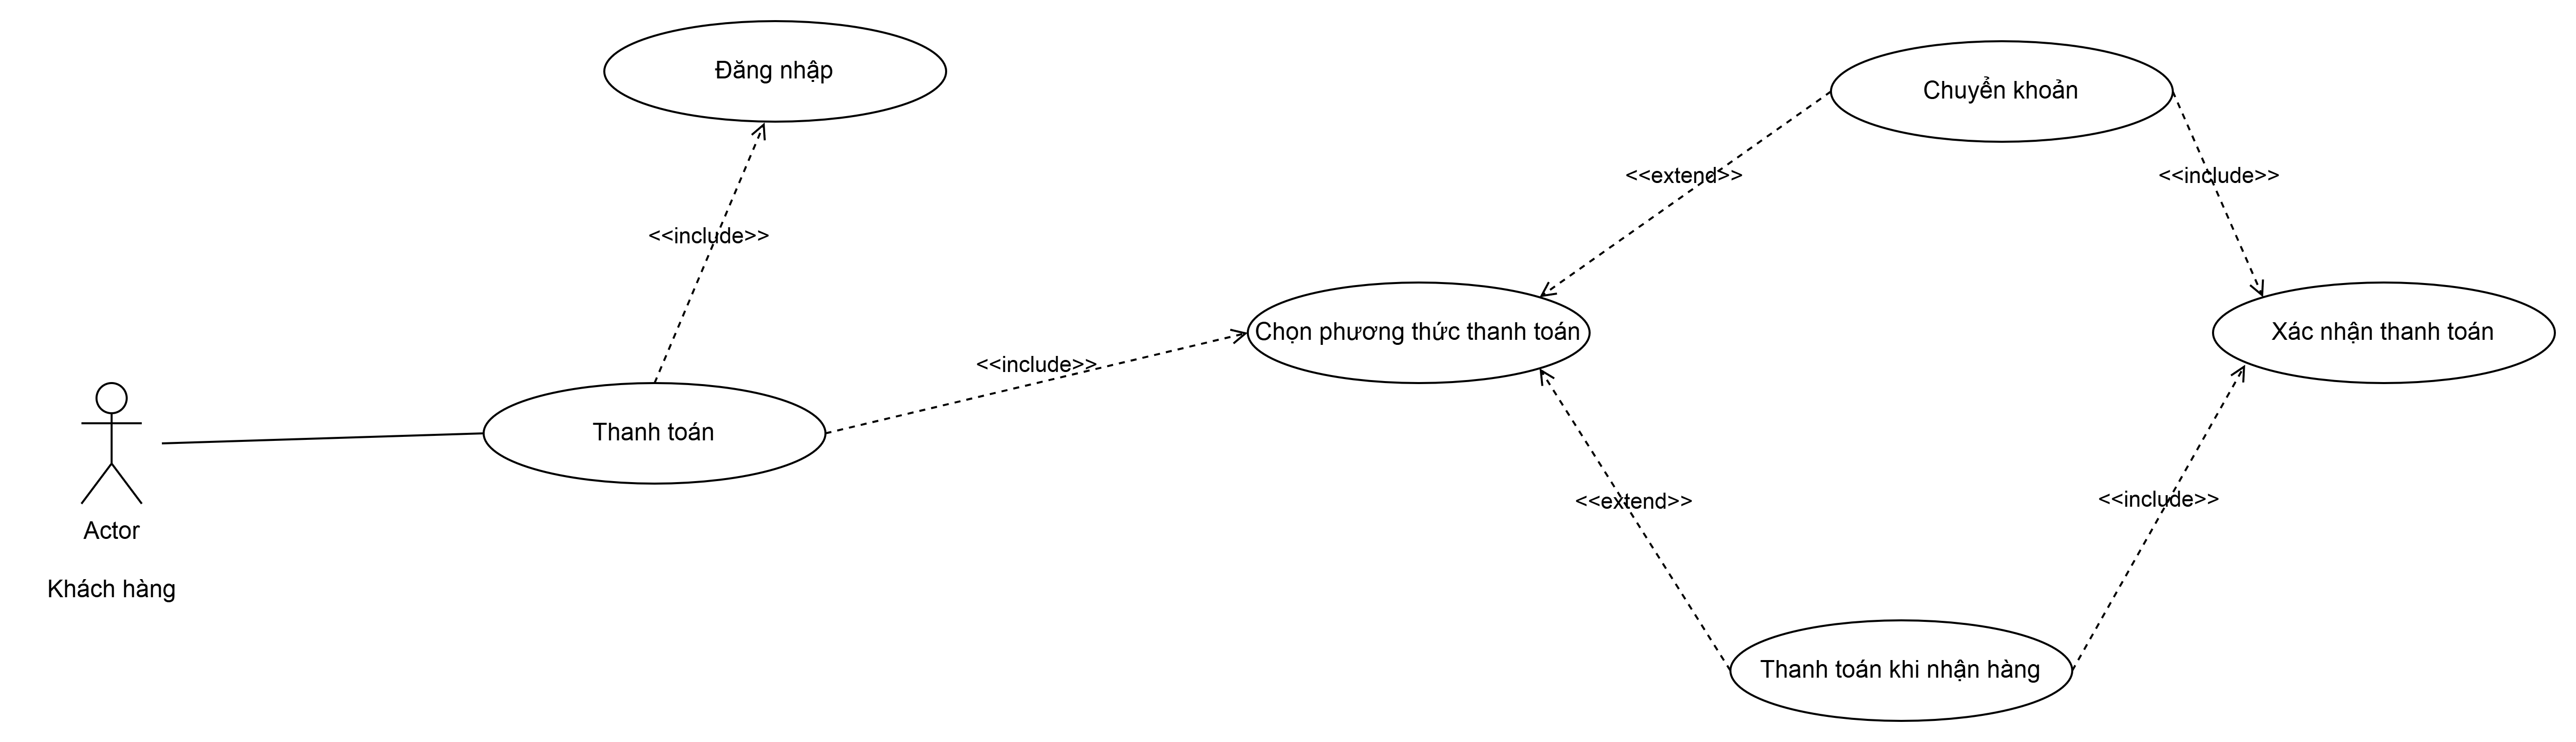 Đăng nhập
Chuyển khoản
<<extend>>
<<include>>
<<include>>
Chọn phương thức thanh toán
Xác nhận thanh toán
<<include>>
Thanh toán
<<extend>>
<<include>>
Actor
Khách hàng
Thanh toán khi nhận hàng